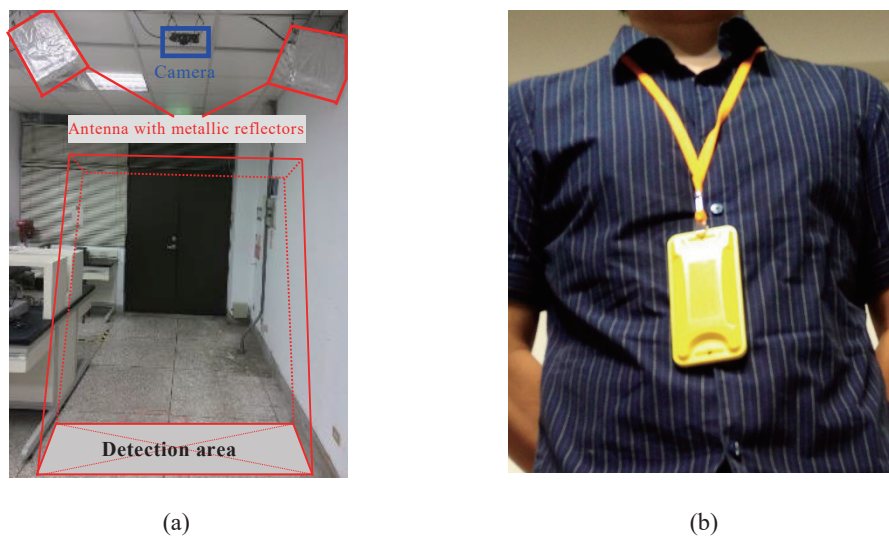 Camera
Antenna with metallic reflectors
Detection area
(a)
(b)